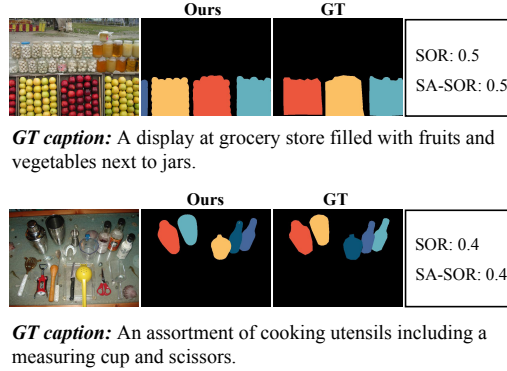 Ours GT
SOR: 0.5
SA-SOR: 0.5
GT caption: A display at grocery store filled with fruits and
vegetables next to jars.
Ours GT
SOR: 0.4
SA-SOR: 0.4
GT caption: An assortment of cooking utensils including a
measuring cup and scissors.